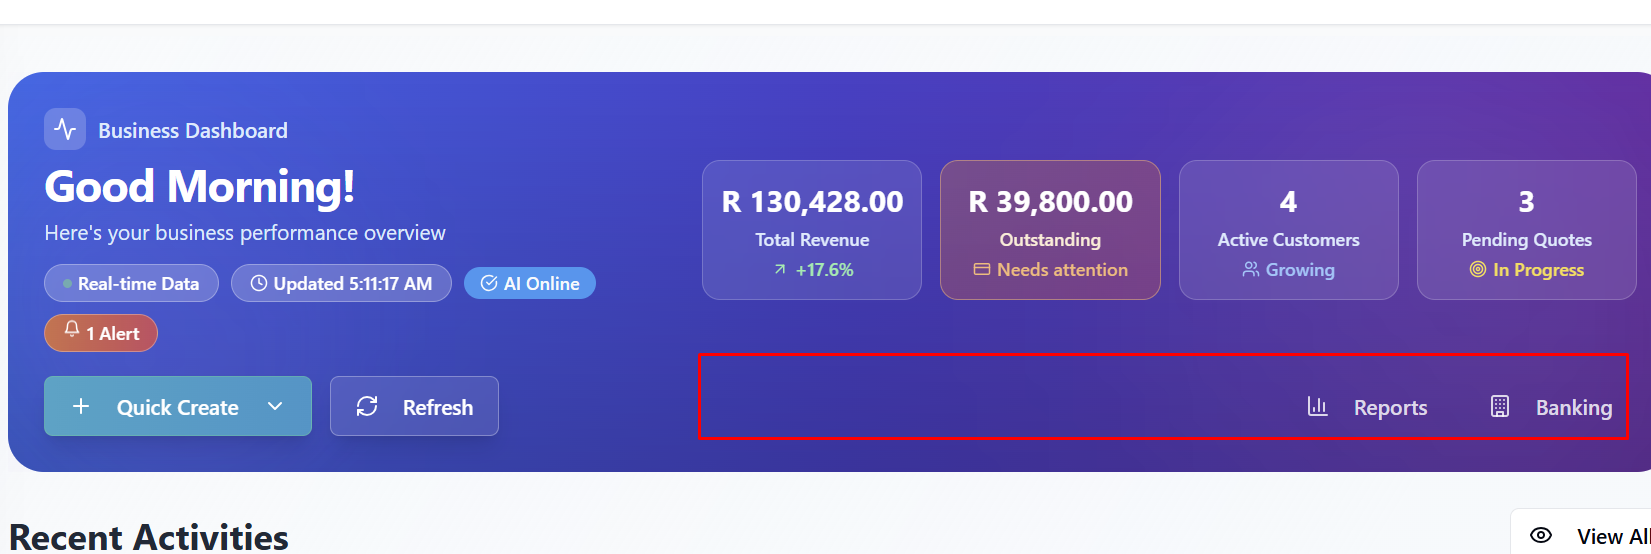 Business Dashboard
Good Morning!
Here's your business performance overview
Real-time Data
Updated 5:11:17 AM
AI Online
1 Alert
R 130,428.00
Total Revenue
+17.6%
R 39,800.00
Outstanding
Needs attention
4
Active Customers
Growing
3
Pending Quotes
In Progress
Quick Create
Refresh
Reports
Banking
Recent Activities
View All